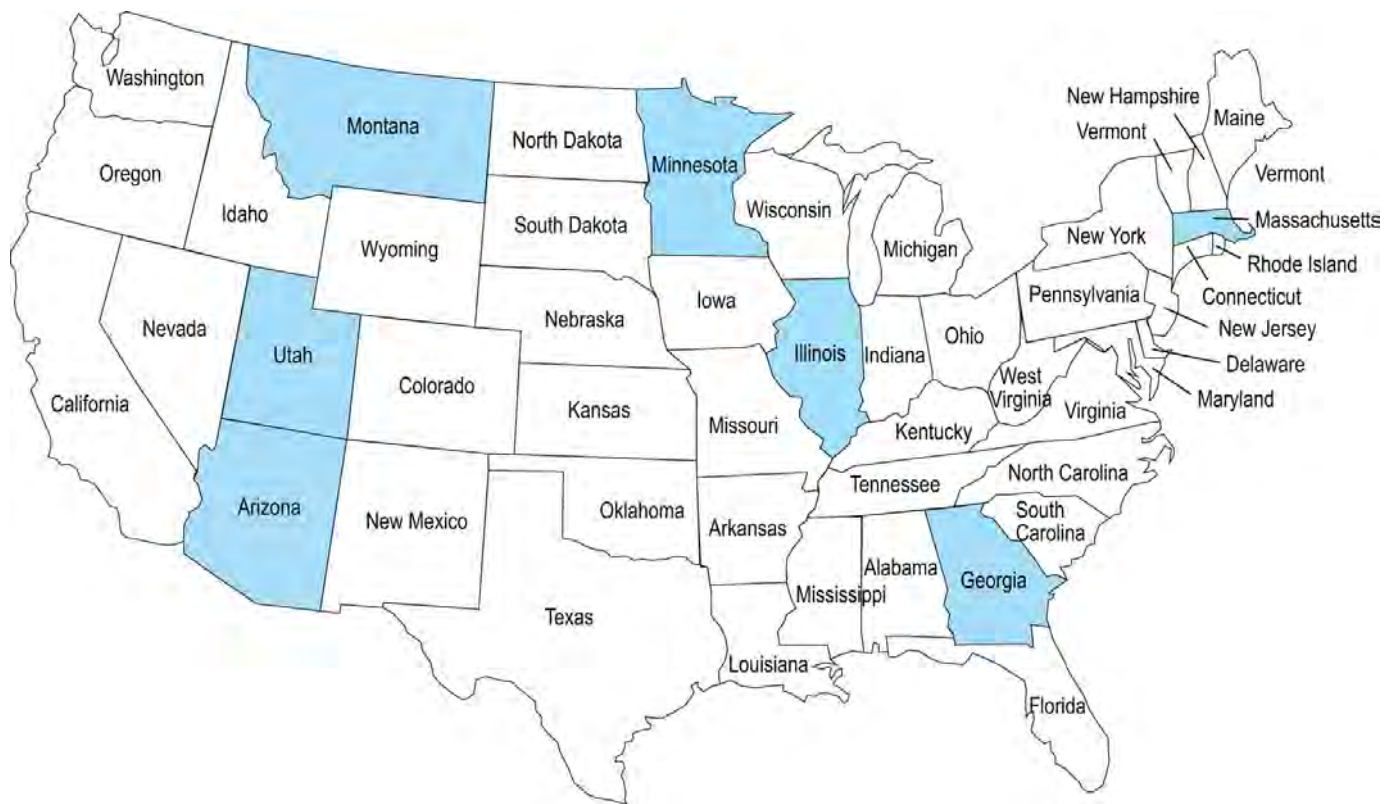 Washington
Montana
North Dakota
Minnesota
New Hampshire
Vermont
Maine
Oregon
Idaho
Wyoming
South Dakota
Wisconsin
Michigan
New York
Vermont
Massachusetts
Rhode Island
Connecticut
New Jersey
Delaware
Maryland
Nevada
Utah
Colorado
Nebraska
Iowa
Illinois
Indiana
Ohio
Pennsylvania
California
Kansas
Missouri
Kentucky
West
Virginia
Virginia
Arizona
New Mexico
Oklahoma
Arkansas
Tennessee
North Carolina
South
Carolina
Texas
Louisiana
Mississippi
Alabama
Georgia
Florida